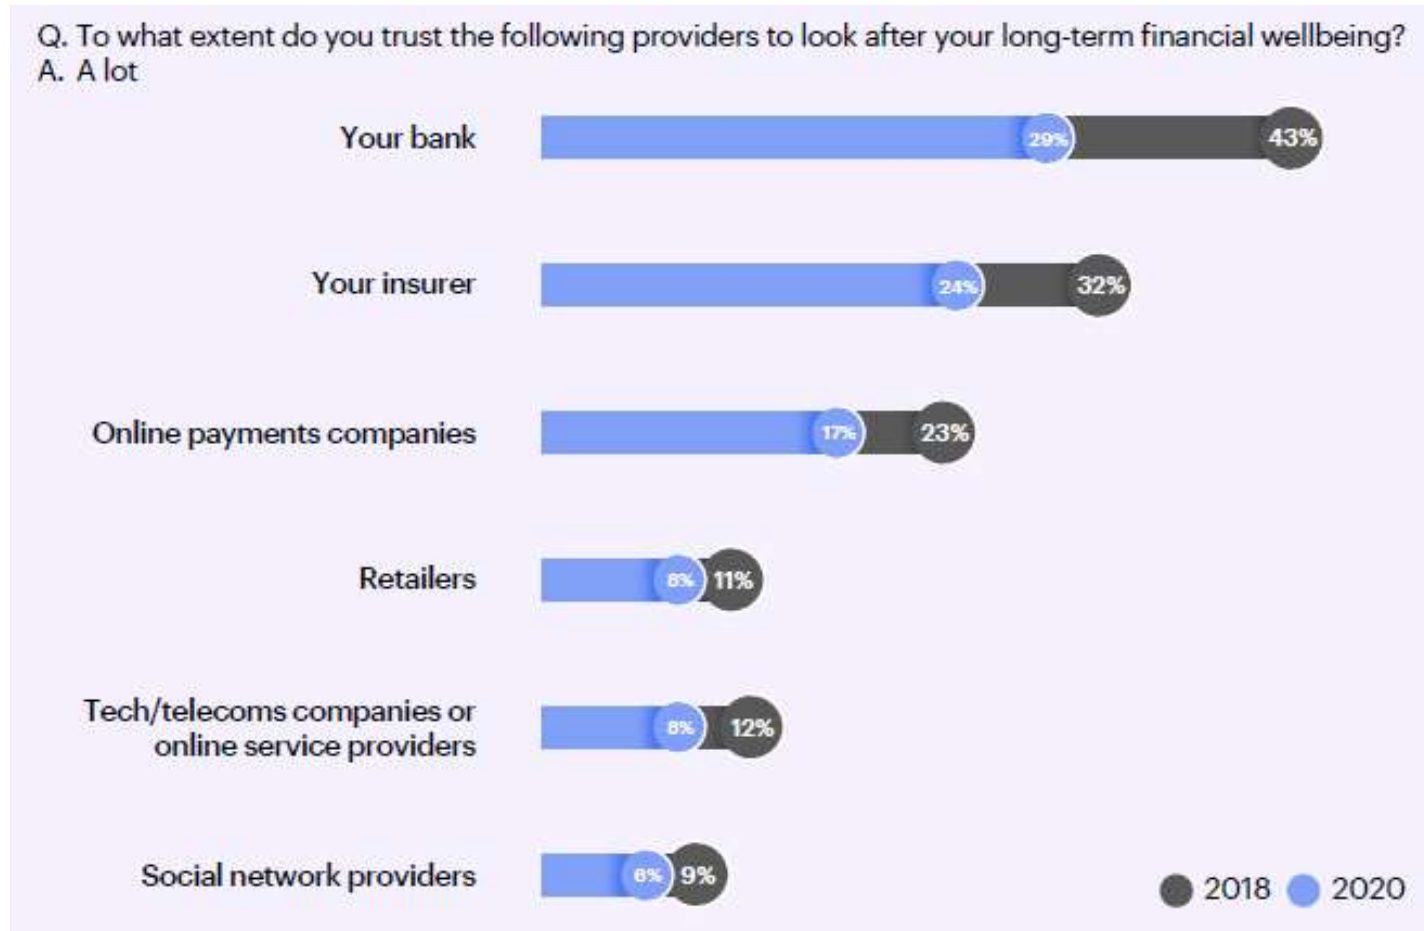 Q. To what extent do you trust the following providers to look after your long-term financial wellbeing?
A. A lot
Your bank
29%
43%
Your insurer
24%
32%
Online payments companies
17%
23%
Retailers
8%
11%
Tech/telecoms companies or
online service providers
8%
12%
Social network providers
6%
9%
2018
2020